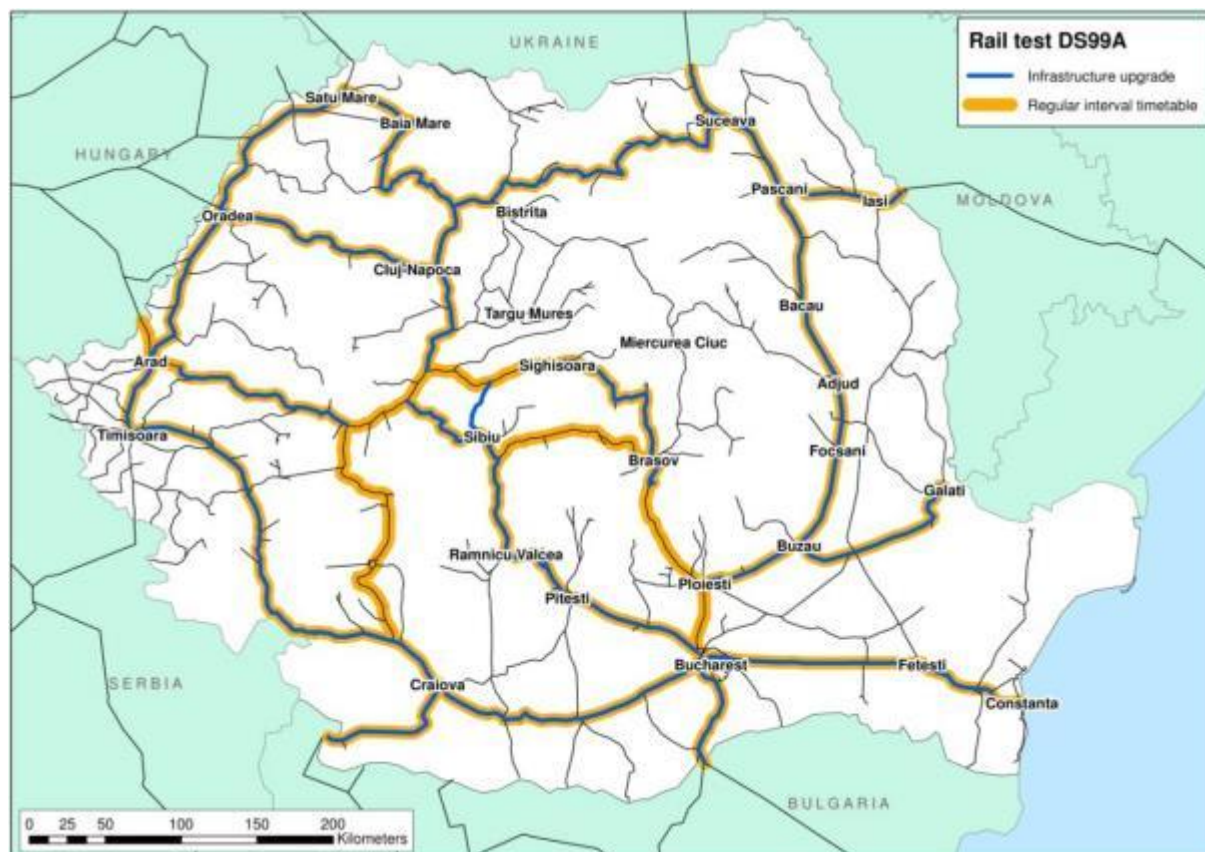 UKRAINE
Rail test DS99A
Infrastructure upgrade
Regular interval timetable
Satu Mare
Baia Mare
Suceava
HUNGARY
Pascani
Iasi
MOLDOVA
Oradea
Bistrita
Cluj-Napoca
Bacau
Targu Mures
Miercurea Ciuc
Arad
Sighisoara
Adjud
Timisoara
Sibiu
Focsani
Brasov
Galati
Buzau
Ramnicu Valcea
Ploiesti
Pitesti
Bucharest
Fetesti
SERBIA
Craiova
Constanta
BULGARIA
0 25 50 100 150 200
Kilometers